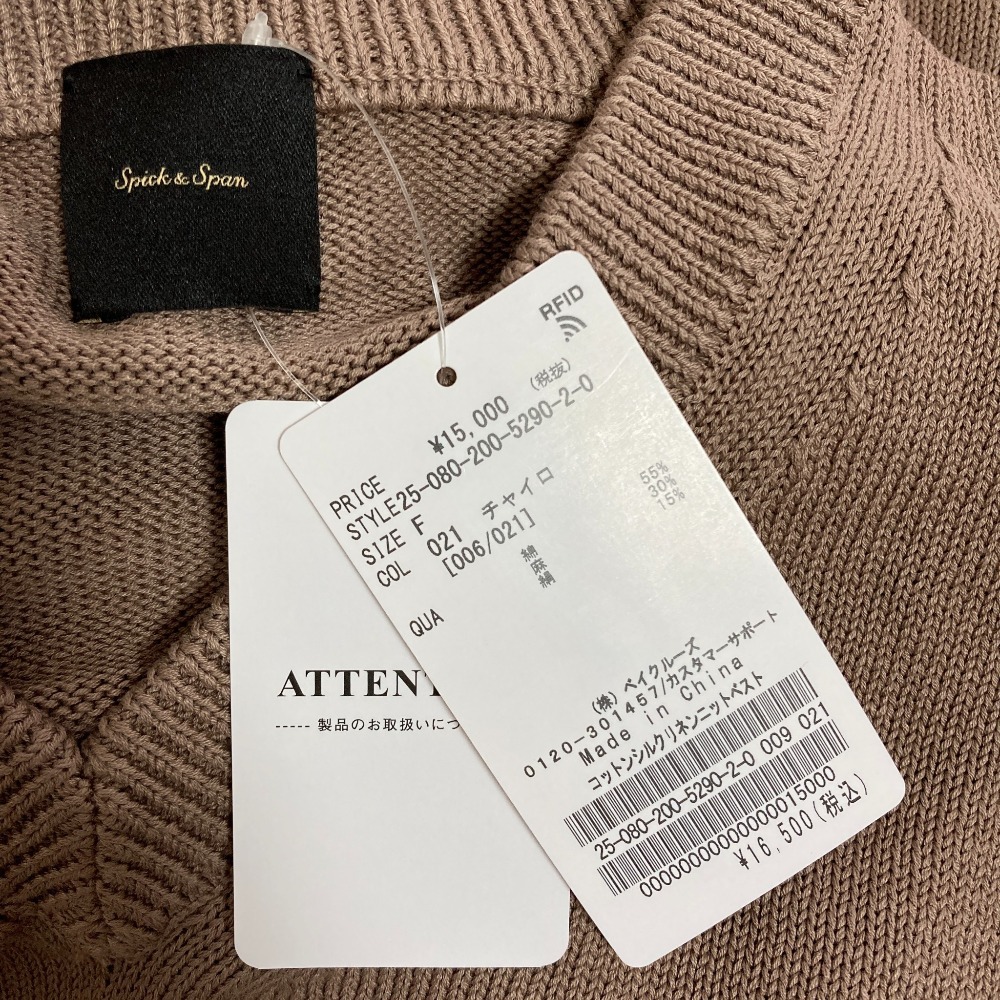 Spick & Span
RFID
PRICE ¥15,000 (税抜)
STYLE 25-080-200-5290-2-0
SIZE F
COL 021 チャイロ
[006/021]
QUA 綿 55%
麻 30%
絹 15%
(株) ベイクルーズ
0120-301457/カスタマーサポート
Made in China
コットンシルクリネンニットベスト
25-080-200-5290-2-0 009 021
0000000000000015000
¥16,500(税込)
ATTENT
----- 製品のお取扱いにつ